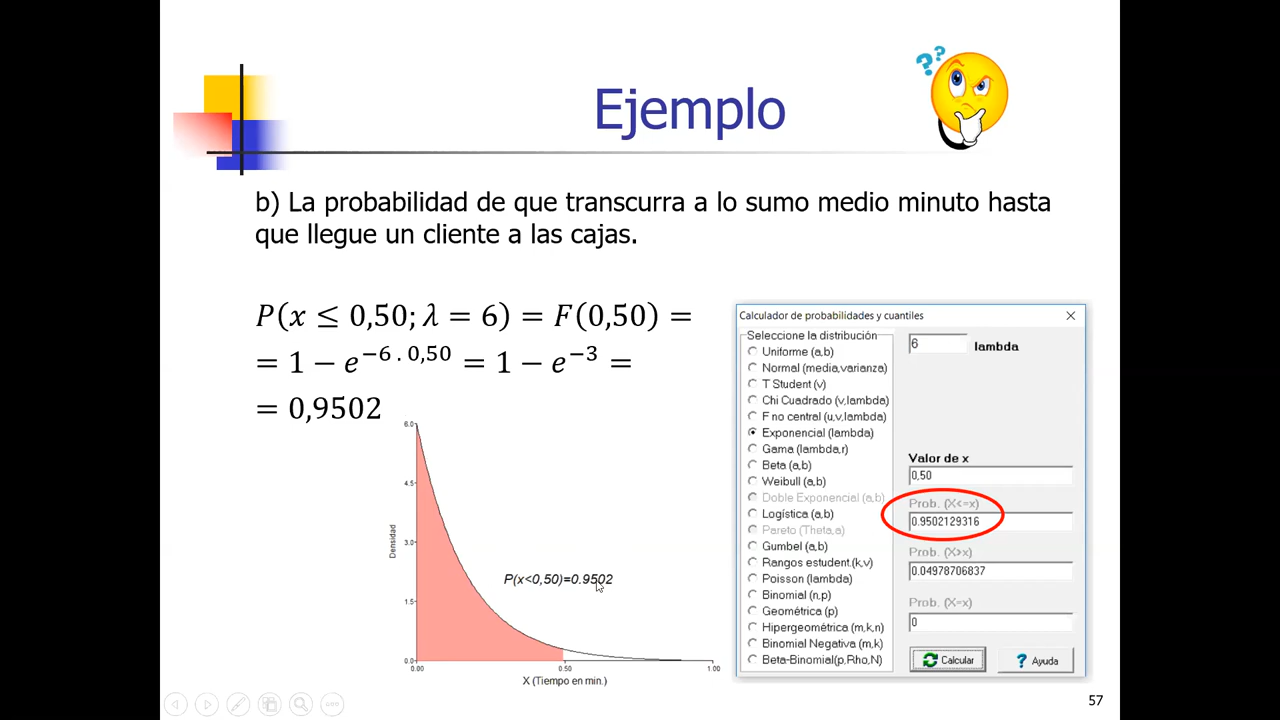 ??
Ejemplo
b) La probabilidad de que transcurra a lo sumo medio minuto hasta
que llegue un cliente a las cajas.
P(x ≤ 0,50; λ = 6) = F(0,50) =
= 1 − e^{−6 . 0,50} = 1 − e^{−3} =
= 0,9502
6.0
4.5
3.0
1.5
0.0
Densidad
P(x<0,50)=0.9502
0.00 0.50 1.00
X (Tiempo en min.)
Calculador de probabilidades y cuantiles
Seleccione la distribución
Uniforme (a,b)
Normal (media,varianza)
T Student (v)
Chi Cuadrado (v,lambda)
F no central (u,v,lambda)
Exponencial (lambda)
Gama (lambda,r)
Beta (a,b)
Weibull (a,b)
Doble Exponencial (a,b)
Logística (a,b)
Pareto (Theta,a)
Gumbel (a,b)
Rangos estudent.(k,v)
Poisson (lambda)
Binomial (n,p)
Geométrica (p)
Hipergeométrica (m,k,n)
Binomial Negativa (m,k)
Beta-Binomial(p,Rho,N)
6 lambda
Valor de x
0,50
Prob. (X<=x)
0.9502129316
Prob. (X>x)
0.04978706837
Prob. (X=x)
0
Calcular ? Ayuda
57